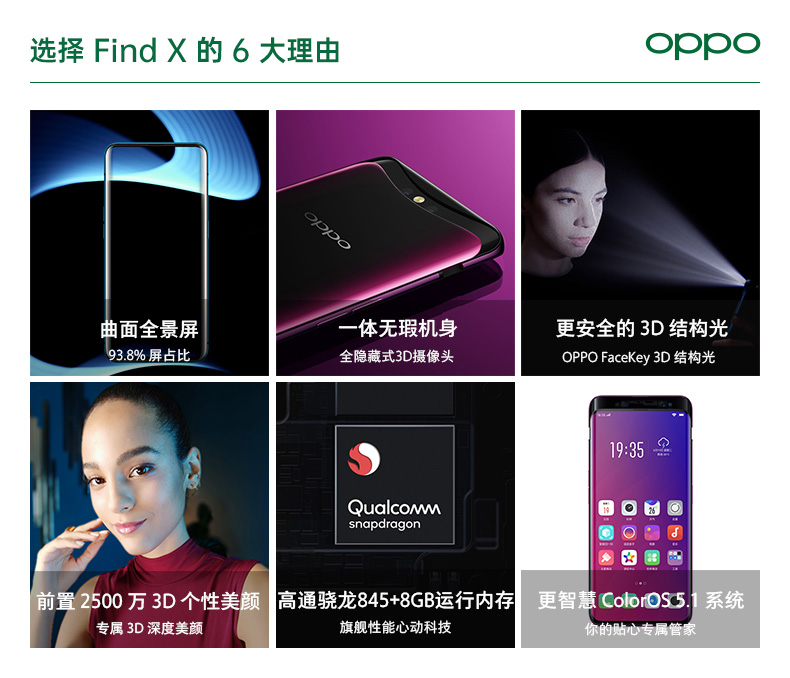 选择 Find X 的 6 大理由
oppo
oppo
曲面全景屏
93.8% 屏占比
一体无瑕机身
全隐藏式3D摄像头
更安全的 3D 结构光
OPPO FaceKey 3D 结构光
前置 2500 万 3D 个性美颜
专属 3D 深度美颜
Qualcomm
snapdragon
高通骁龙845+8GB运行内存
旗舰性能心动科技
19:35
19
26
更智慧 ColorOS 5.1 系统
你的贴心专属管家